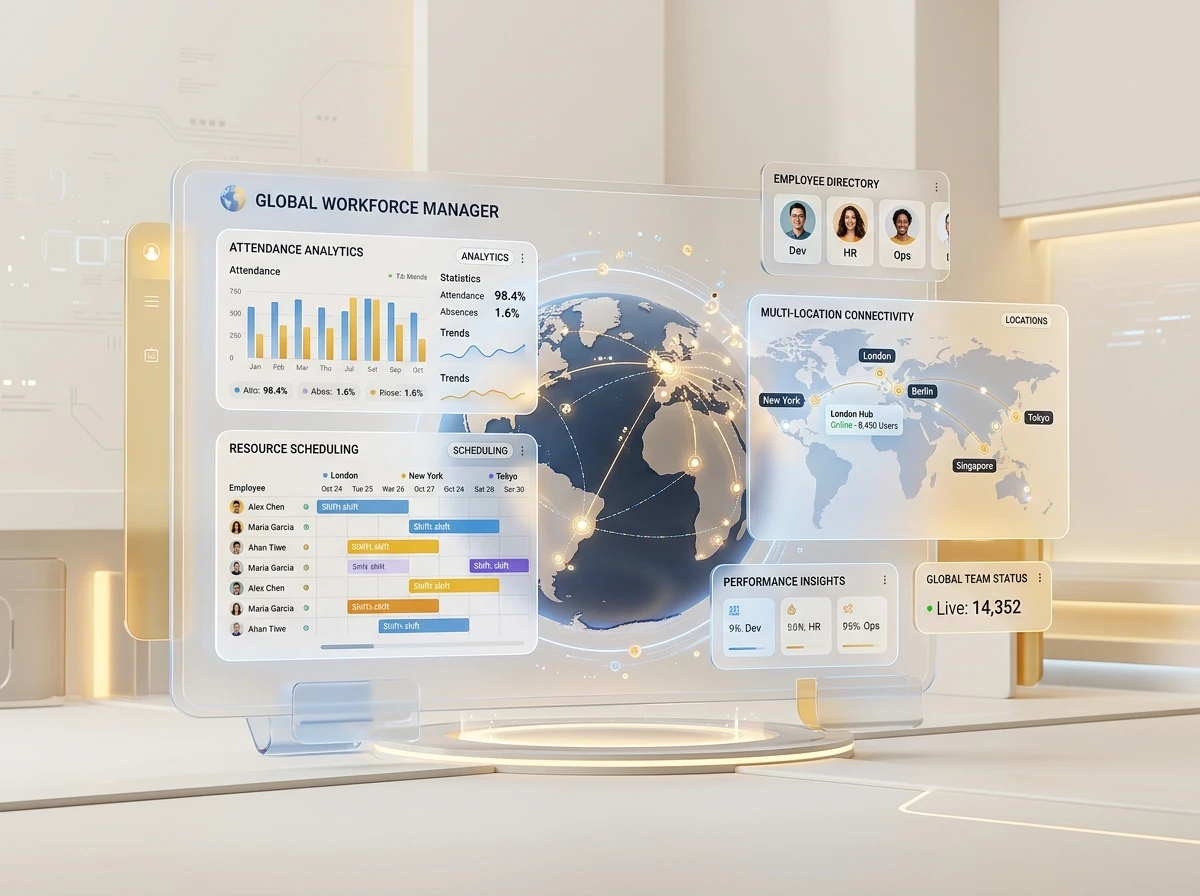 GLOBAL WORKFORCE MANAGER
ATTENDANCE ANALYTICS
ANALYTICS
Attendance
Statistics
Attendance 98.4%
Absences 1.6%
Trends
Trends
750
500
250
0
Jan Feb Mar Thu Jul Set Sep Oct
98.4% Abss: 1.6% 1.6%
RESOURCE SCHEDULING
SCHEDULING
London New York
Employee
Oct 24 Tue 25 War 26 Oct 27 Gct 24 Sat 28 Ser 30
Alex Chen
Maria Garcia
Ahan Tiwe
Maria Garcia
Alex Chen
Maria Garcia
Ahan Tiwe
EMPLOYEE DIRECTORY
Dev
HR
Ops
MULTI-LOCATION CONNECTIVITY
LOCATIONS
London
New York
Berlin
London Hub
Online - 8,450 Users
Tokyo
Singapore
PERFORMANCE INSIGHTS
9%. Dev
HR
99% Ops
GLOBAL TEAM STATUS
Live: 14,352